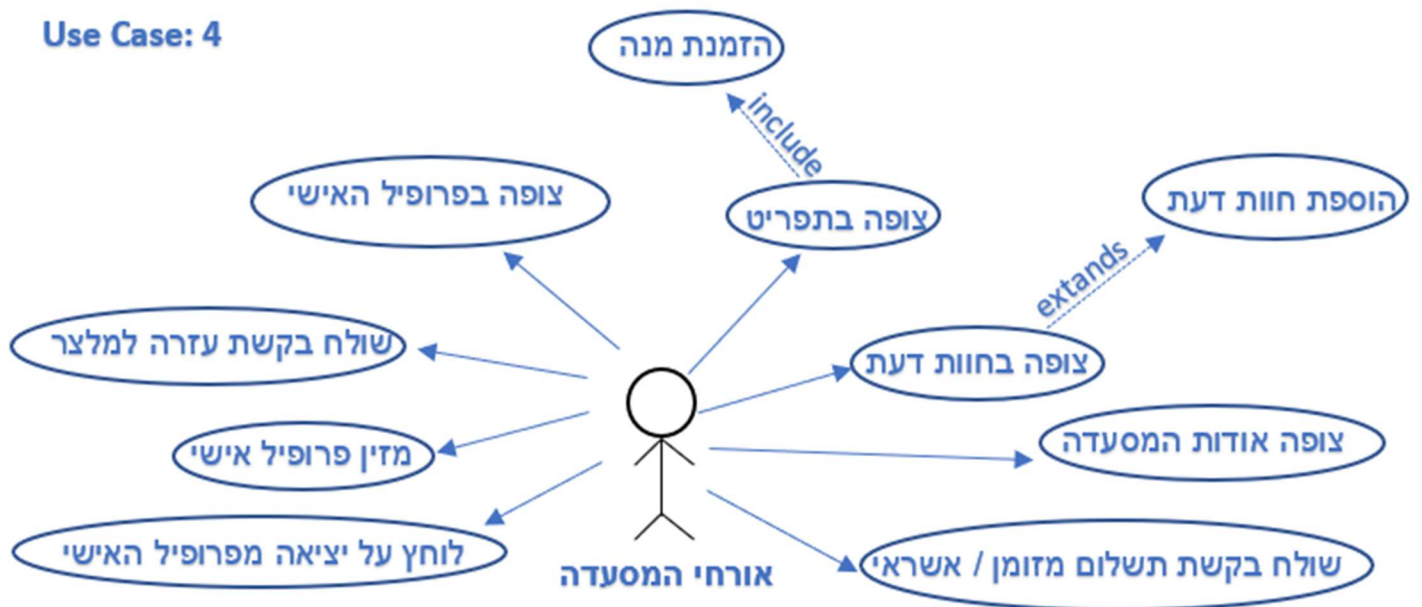 Use Case: 4
הזמנת מנה
include
צופה בפרופיל האישי
צופה בתפריט
הוספת חוות דעת
extands
שולח בקשת עזרה למלצר
צופה בחוות דעת
מזין פרופיל אישי
צופה אודות המסעדה
לוחץ על יציאה מפרופיל האישי
שולח בקשת תשלום מזומן / אשראי
אורחי המסעדה